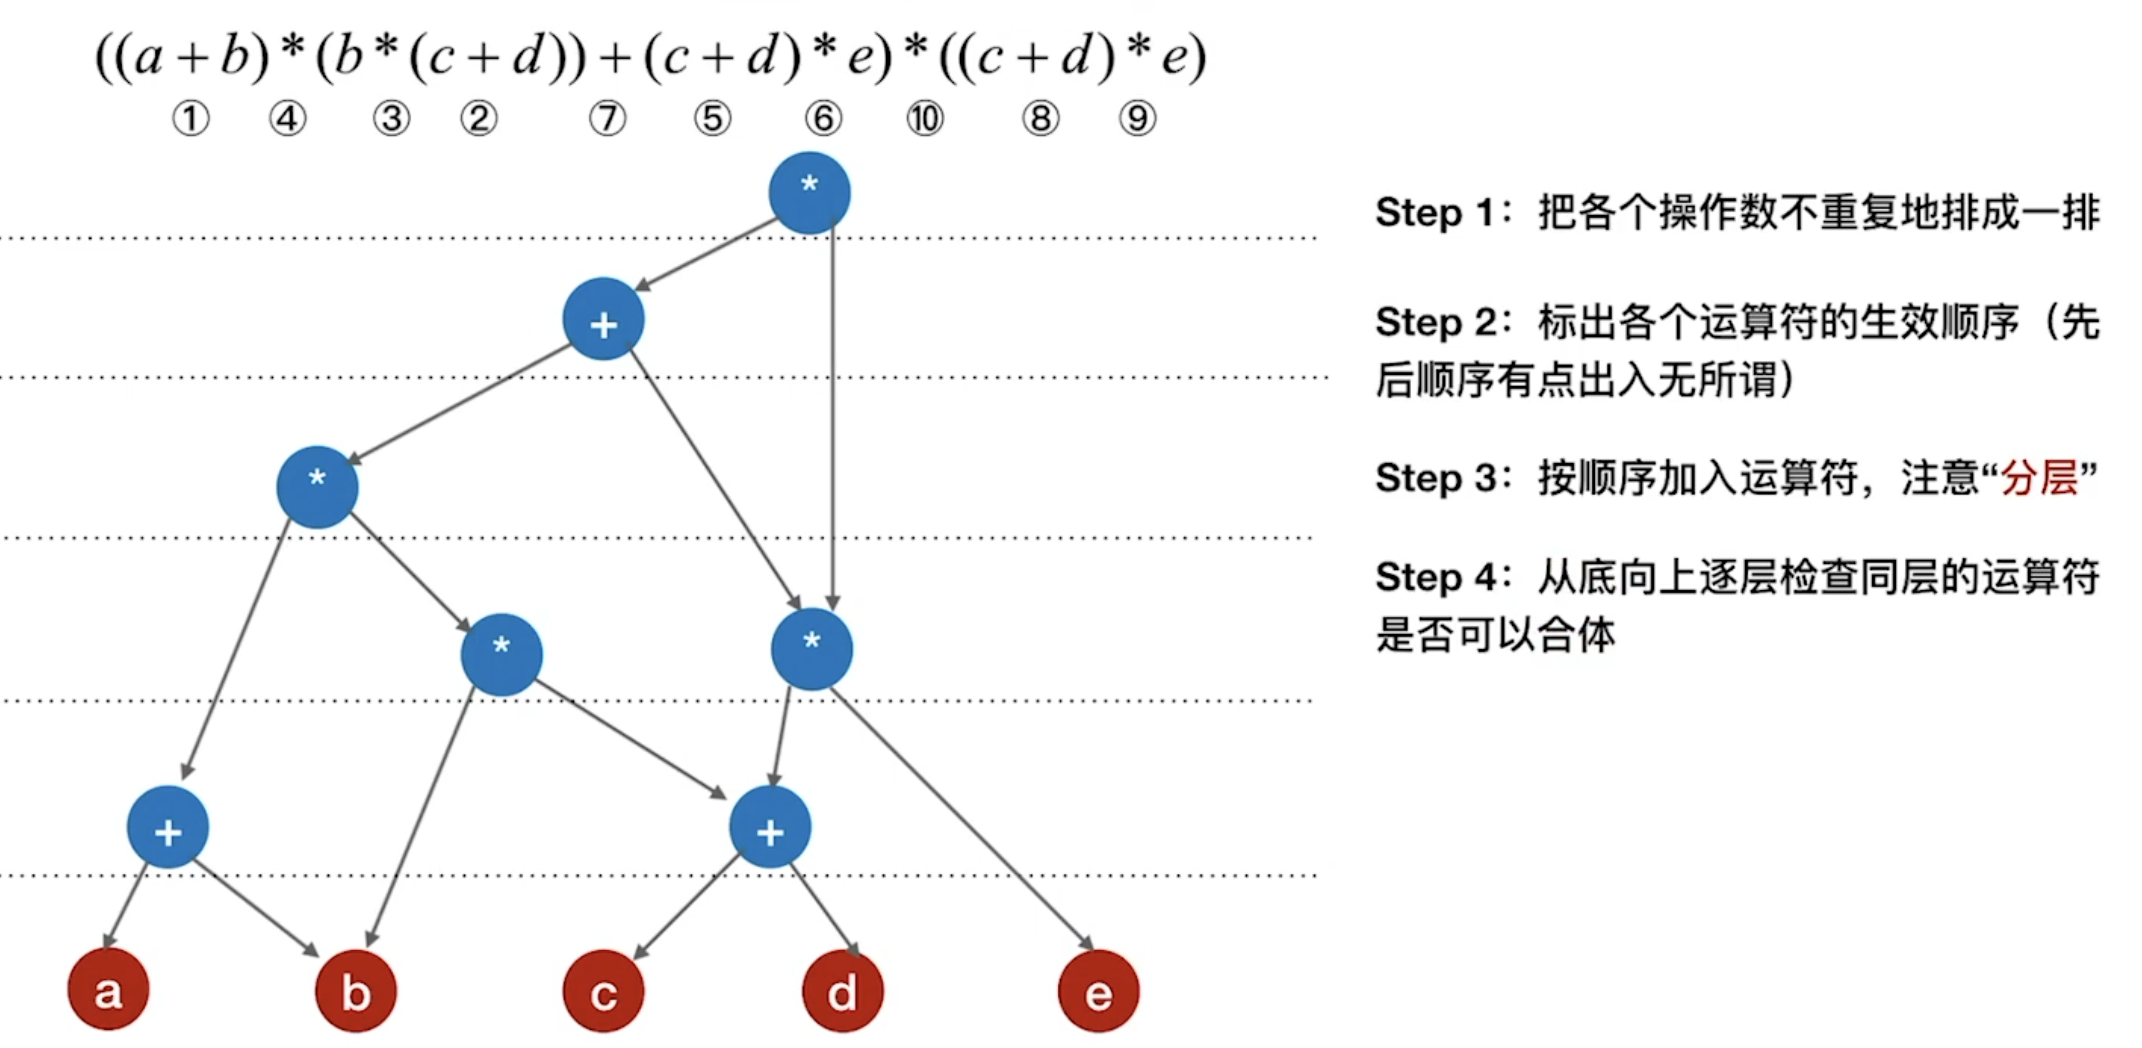 ((a+b)*(b*(c+d))+(c+d)*e)*((c+d)*e)
① ④ ③ ② ⑦ ⑤ ⑥ ⑩ ⑧ ⑨
*
+
*
* *
+ +
a b c d e
Step 1：把各个操作数不重复地排成一排
Step 2：标出各个运算符的生效顺序（先
后顺序有点出入无所谓）
Step 3：按顺序加入运算符，注意“分层”
Step 4：从底向上逐层检查同层的运算符
是否可以合体